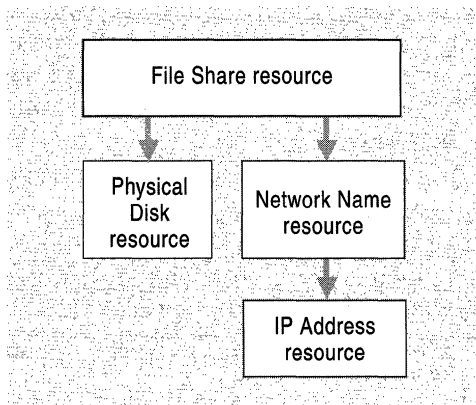 File Share resource
Physical
Disk
resource
Network Name
resource
IP Address
resource